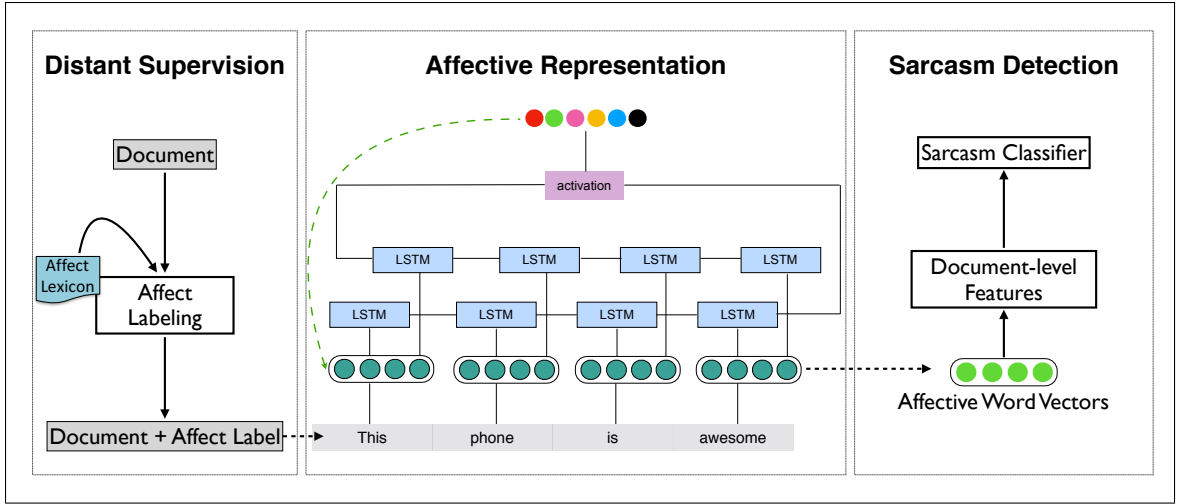 Distant Supervision
Document
Affect
Lexicon
Affect
Labeling
Document + Affect Label
Affective Representation
activation
LSTM LSTM LSTM LSTM
LSTM LSTM LSTM LSTM
This phone is awesome
Sarcasm Detection
Sarcasm Classifier
Document-level
Features
Affective Word Vectors